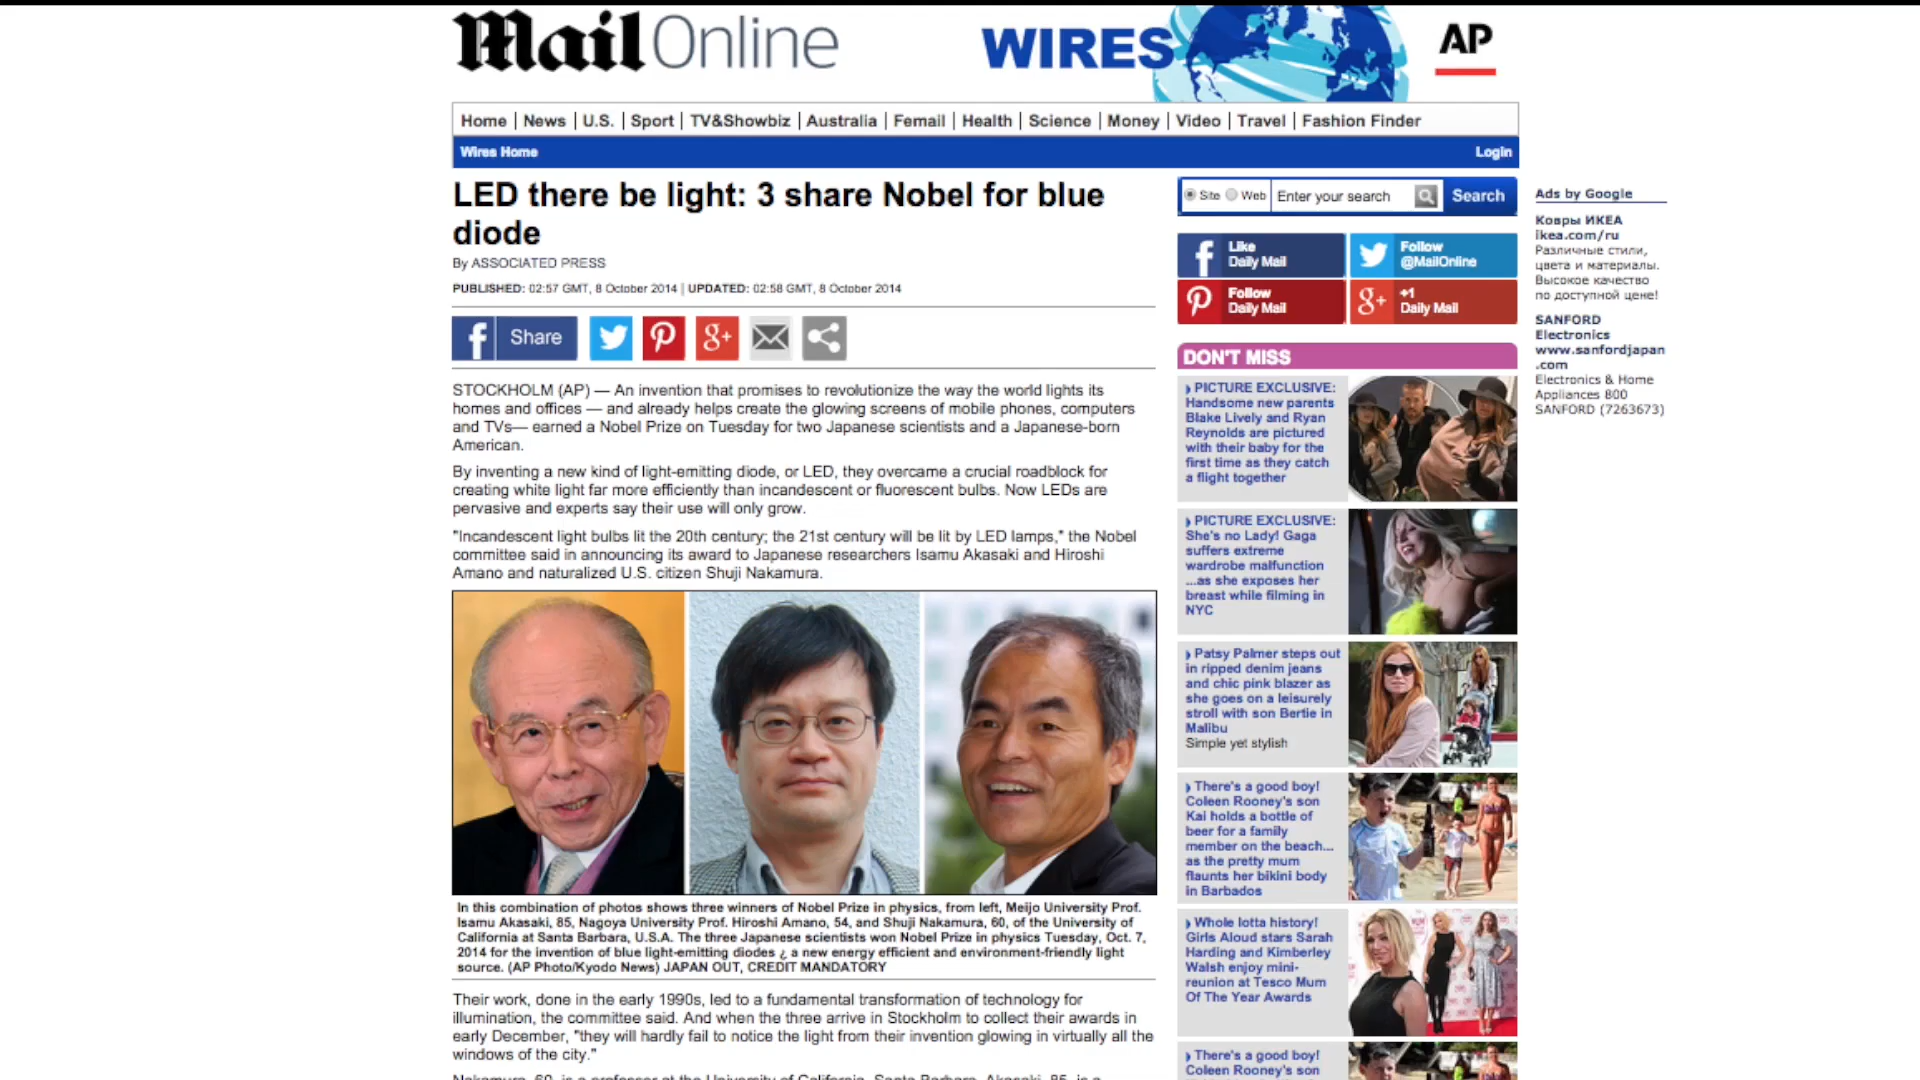 Mail Online
WIRES
AP
Home | News | U.S. | Sport | TV&Showbiz | Australia | Femail | Health | Science | Money | Video | Travel | Fashion Finder
Wires Home
Login
LED there be light: 3 share Nobel for blue
diode
By ASSOCIATED PRESS
PUBLISHED: 02:57 GMT, 8 October 2014 | UPDATED: 02:58 GMT, 8 October 2014
Share
STOCKHOLM (AP) — An invention that promises to revolutionize the way the world lights its
homes and offices — and already helps create the glowing screens of mobile phones, computers
and TVs— earned a Nobel Prize on Tuesday for two Japanese scientists and a Japanese-born
American.
By inventing a new kind of light-emitting diode, or LED, they overcame a crucial roadblock for
creating white light far more efficiently than incandescent or fluorescent bulbs. Now LEDs are
pervasive and experts say their use will only grow.
"Incandescent light bulbs lit the 20th century; the 21st century will be lit by LED lamps," the Nobel
committee said in announcing its award to Japanese researchers Isamu Akasaki and Hiroshi
Amano and naturalized U.S. citizen Shuji Nakamura.
In this combination of photos shows three winners of Nobel Prize in physics, from left, Meijo University Prof.
Isamu Akasaki, 85, Nagoya University Prof. Hiroshi Amano, 54, and Shuji Nakamura, 60, of the University of
California at Santa Barbara, U.S.A. The three Japanese scientists won Nobel Prize in physics Tuesday, Oct. 7,
2014 for the invention of blue light-emitting diodes ¿ a new energy efficient and environment-friendly light
source. (AP Photo/Kyodo News) JAPAN OUT, CREDIT MANDATORY
Their work, done in the early 1990s, led to a fundamental transformation of technology for
illumination, the committee said. And when the three arrive in Stockholm to collect their awards in
early December, "they will hardly fail to notice the light from their invention glowing in virtually all the
windows of the city."
Nakamura, 60, is a professor at the University of California, Santa Barbara. Akasaki, 85, is a
Site Web Enter your search Search
Like
Daily Mail
Follow
@MailOnline
Follow
Daily Mail
+1
Daily Mail
DON'T MISS
PICTURE EXCLUSIVE:
Handsome new parents
Blake Lively and Ryan
Reynolds are pictured
with their baby for the
first time as they catch
a flight together
PICTURE EXCLUSIVE:
She's no Lady! Gaga
suffers extreme
wardrobe malfunction
...as she exposes her
breast while filming in
NYC
Patsy Palmer steps out
in ripped denim jeans
and chic pink blazer as
she goes on a leisurely
stroll with son Bertie in
Malibu
Simple yet stylish
There's a good boy!
Coleen Rooney's son
Kai holds a bottle of
beer for a family
member on the beach...
as the pretty mum
flaunts her bikini body
in Barbados
Whole lotta history!
Girls Aloud stars Sarah
Harding and Kimberley
Walsh enjoy mini-
reunion at Tesco Mum
Of The Year Awards
There's a good boy!
Coleen Rooney's son
Ads by Google
Ковры ИКЕА
ikea.com/ru
Различные стили,
цвета и материалы.
Высокое качество
по доступной цене!
SANFORD
Electronics
www.sanfordjapan
.com
Electronics & Home
Appliances 800
SANFORD (7263673)